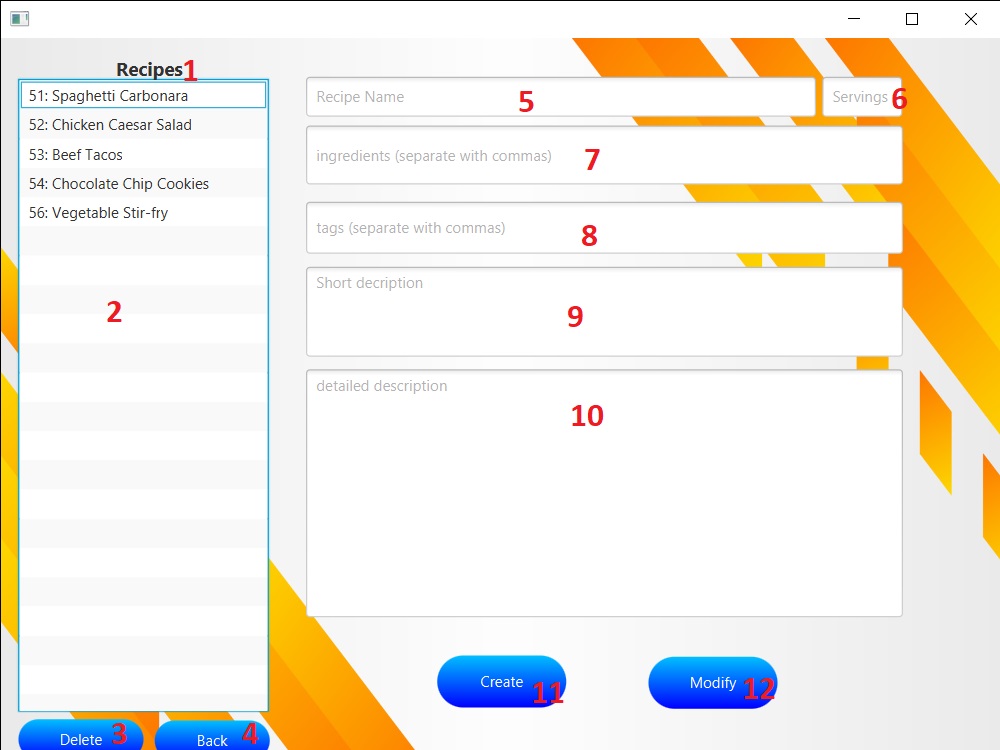 Recipes 1
51: Spaghetti Carbonara
52: Chicken Caesar Salad
53: Beef Tacos
54: Chocolate Chip Cookies
56: Vegetable Stir-fry
2
Delete 3
Back 4
Recipe Name 5
Servings 6
ingredients (separate with commas) 7
tags (separate with commas) 8
Short decription
9
detailed description
10
Create 11
Modify 12